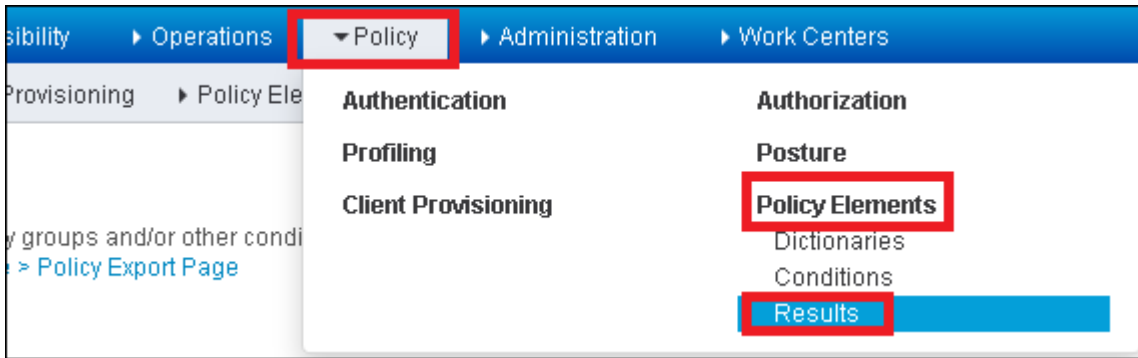 sibility Operations Policy Administration Work Centers
Provisioning Policy Ele
Authentication Authorization
Profiling Posture
Client Provisioning Policy Elements
y groups and/or other condi
Dictionaries
e > Policy Export Page
Conditions
Results